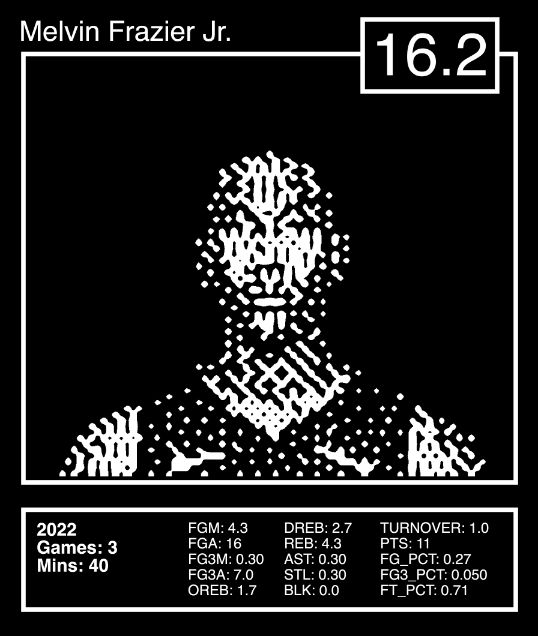 Melvin Frazier Jr.
16.2
2022
Games: 3
Mins: 40
FGM: 4.3
FGA: 16
FG3M: 0.30
FG3A: 7.0
OREB: 1.7
DREB: 2.7
REB: 4.3
AST: 0.30
STL: 0.30
BLK: 0.0
TURNOVER: 1.0
PTS: 11
FG_PCT: 0.27
FG3_PCT: 0.050
FT_PCT: 0.71